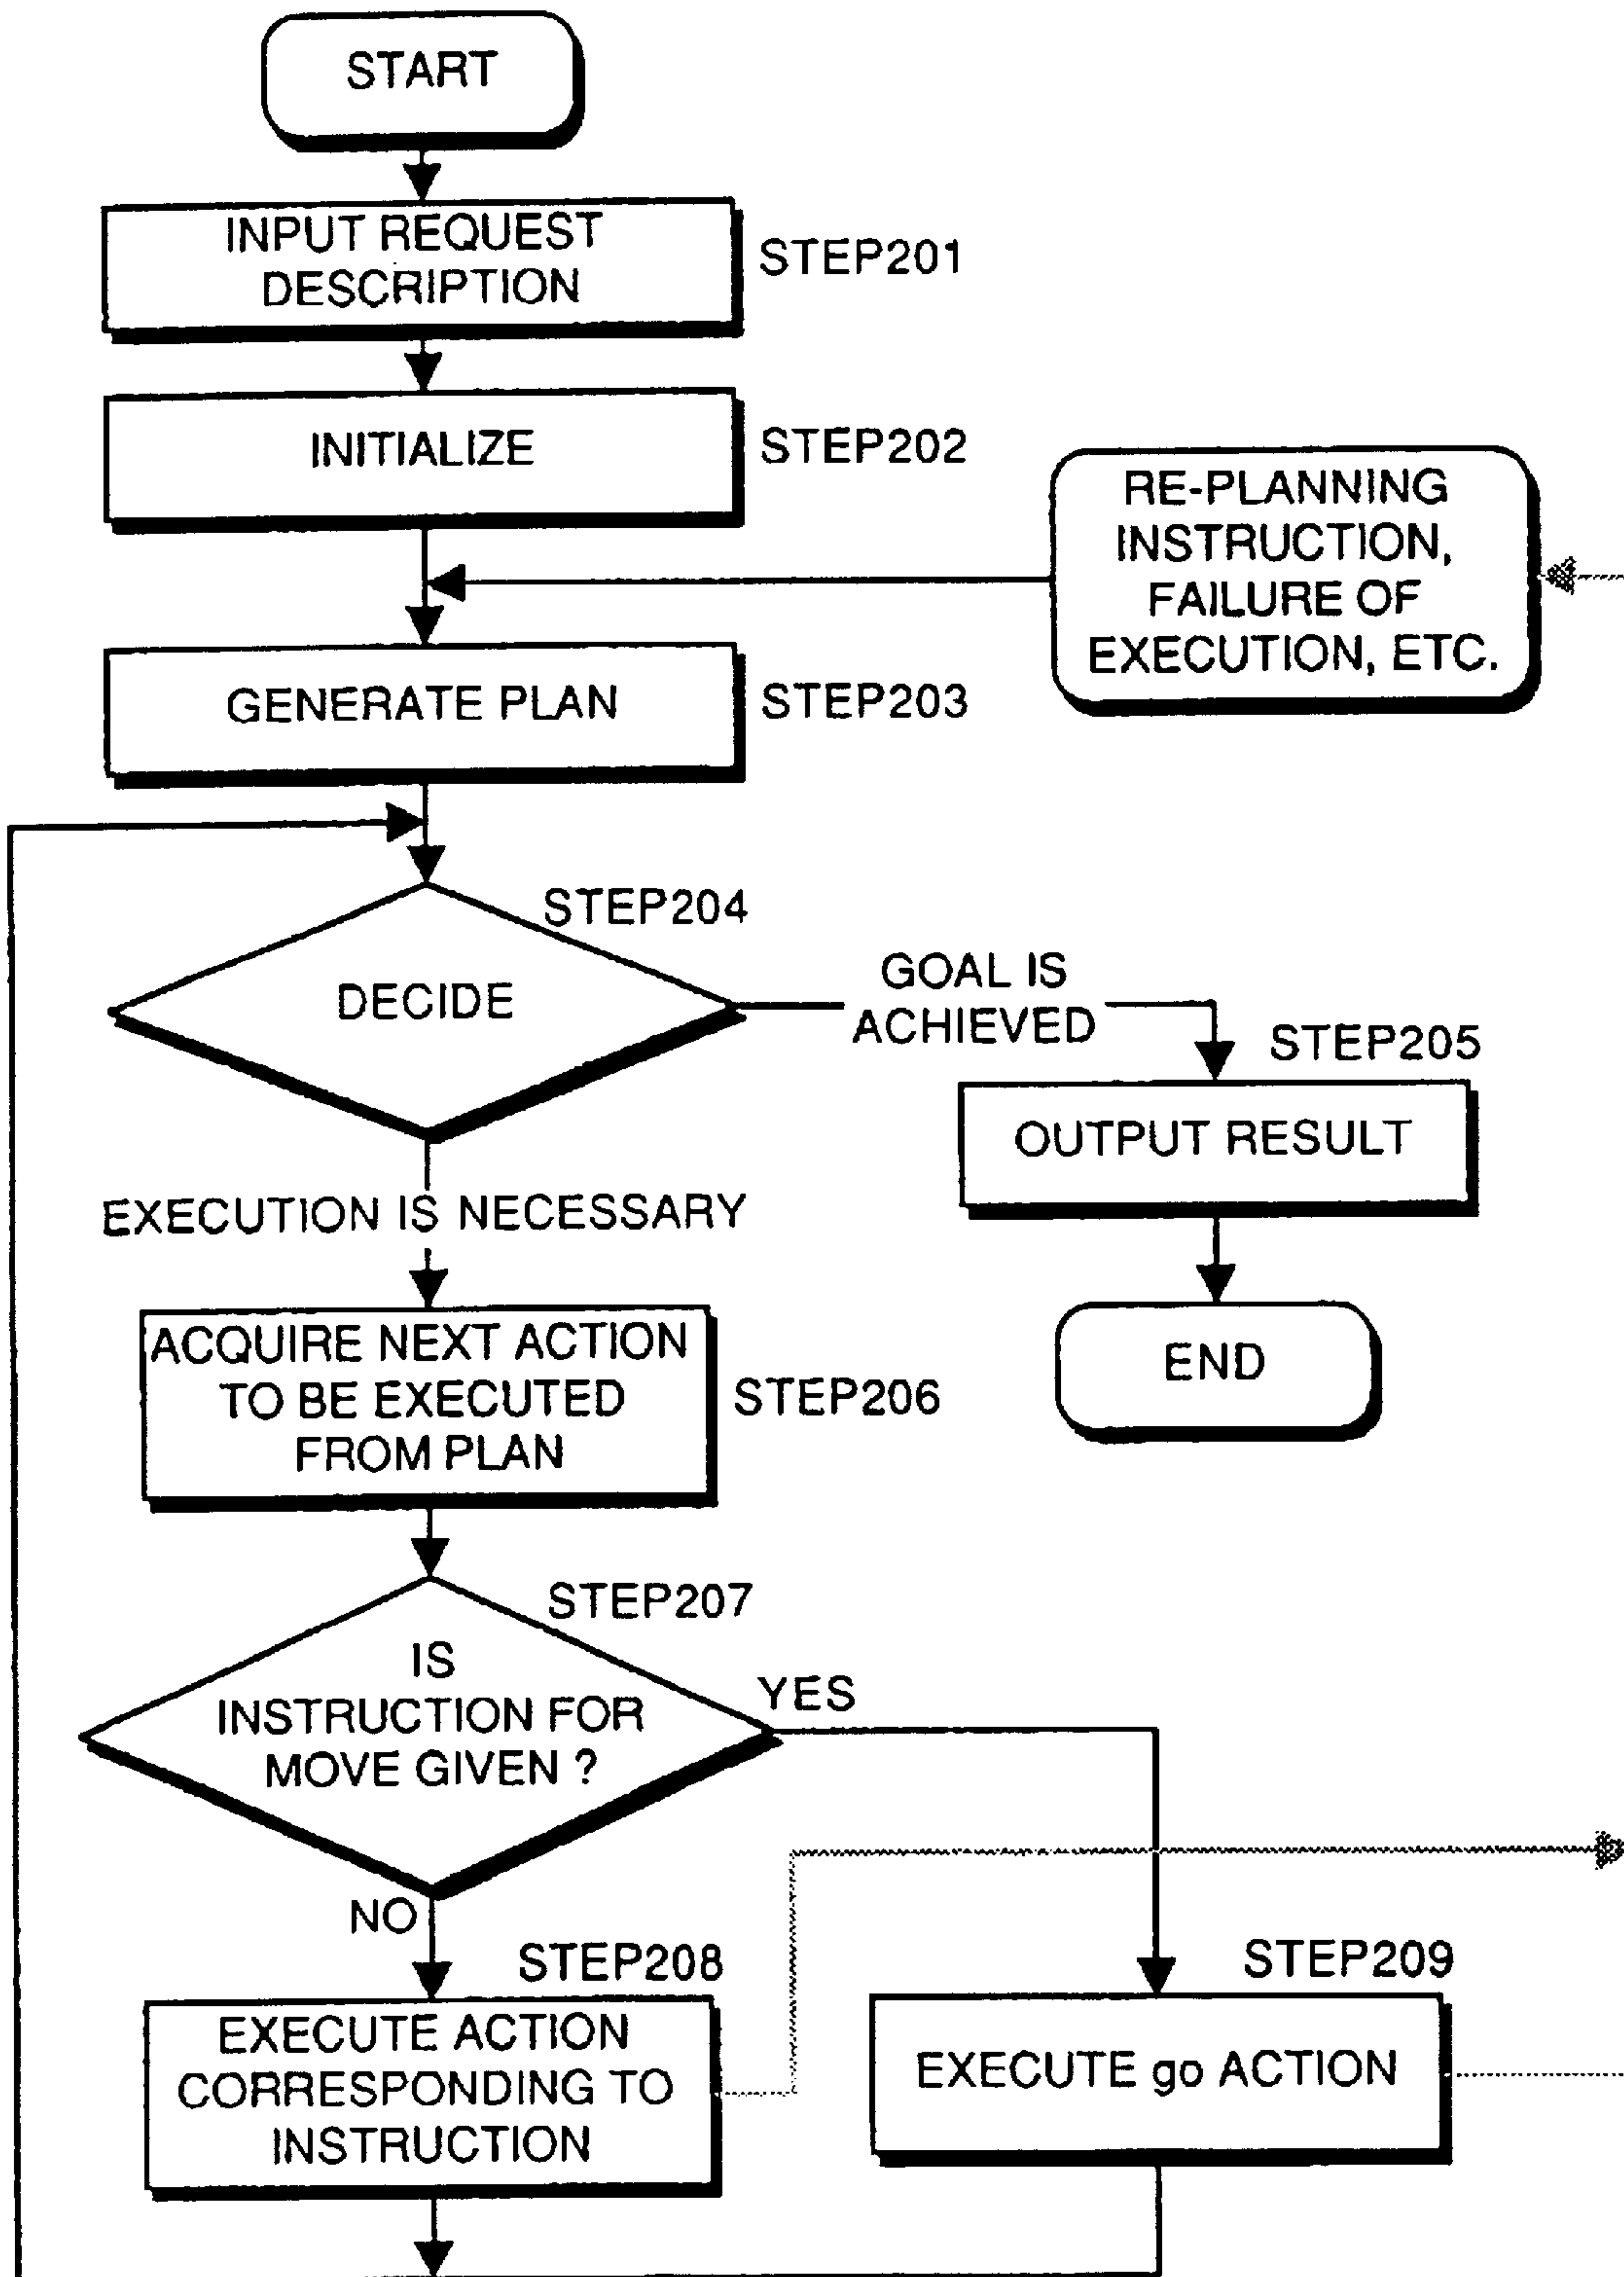 START
INPUT REQUEST
DESCRIPTION
STEP201
INITIALIZE
STEP202
RE-PLANNING
INSTRUCTION,
FAILURE OF
EXECUTION, ETC.
GENERATE PLAN
STEP203
STEP204
DECIDE
GOAL IS
ACHIEVED
STEP205
OUTPUT RESULT
END
EXECUTION IS NECESSARY
ACQUIRE NEXT ACTION
TO BE EXECUTED
FROM PLAN
STEP206
STEP207
IS
INSTRUCTION FOR
MOVE GIVEN ?
YES
NO
STEP208
EXECUTE ACTION
CORRESPONDING TO
INSTRUCTION
STEP209
EXECUTE go ACTION